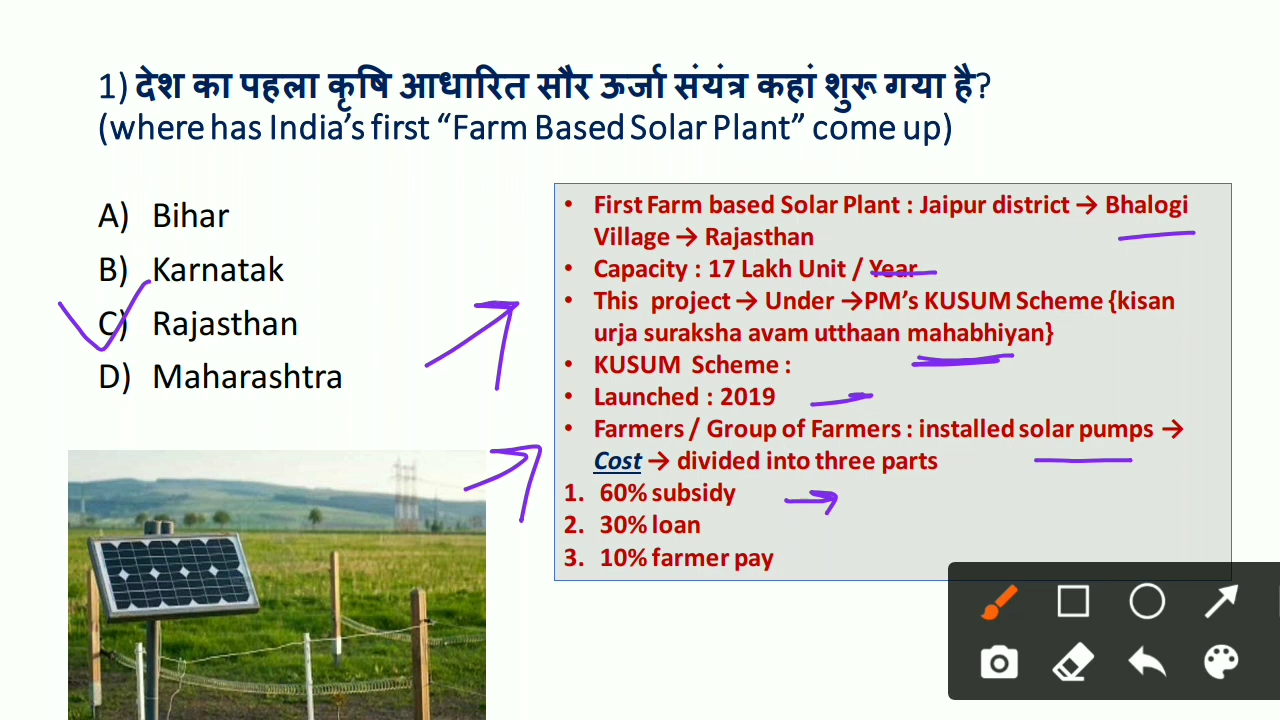 1) देश का पहला कृषि आधारित सौर ऊर्जा संयंत्र कहां शुरू गया है?
(where has India's first “Farm Based Solar Plant” come up)
A) Bihar
B) Karnatak
C) Rajasthan
D) Maharashtra
• First Farm based Solar Plant : Jaipur district → Bhalogi
Village → Rajasthan
• Capacity : 17 Lakh Unit / Year
• This project → Under →PM's KUSUM Scheme {kisan
urja suraksha avam utthaan mahabhiyan}
• KUSUM Scheme :
• Launched : 2019
• Farmers / Group of Farmers : installed solar pumps →
Cost → divided into three parts
1. 60% subsidy
2. 30% loan
3. 10% farmer pay